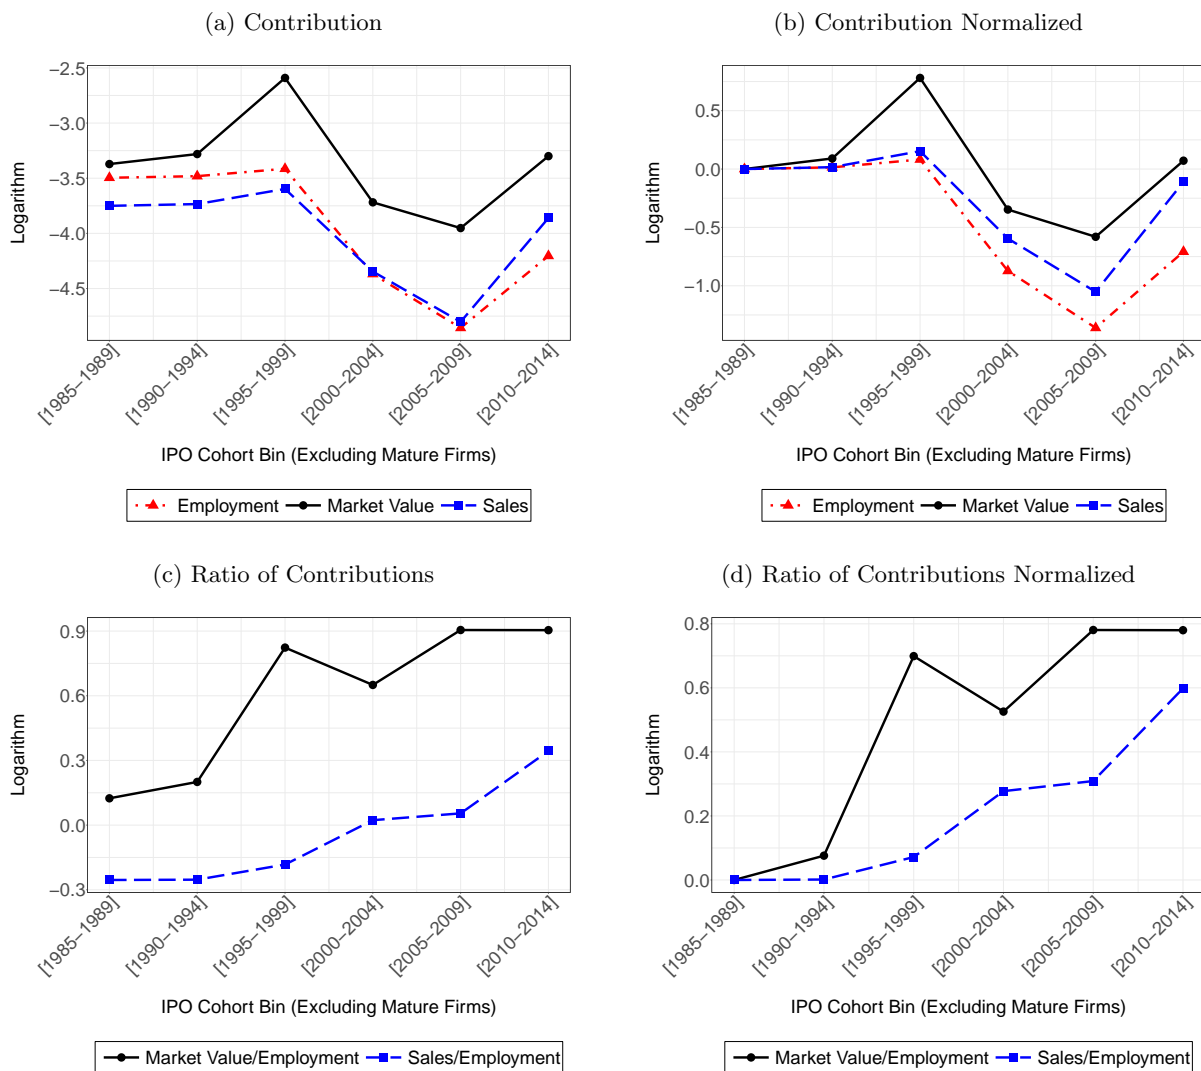 (a) Contribution
−2.5
−3.0
−3.5
−4.0
−4.5
Logarithm
[1985−1989]
[1990−1994]
[1995−1999]
[2000−2004]
[2005−2009]
[2010−2014]
IPO Cohort Bin (Excluding Mature Firms)
Employment Market Value Sales
(b) Contribution Normalized
0.5
0.0
−0.5
−1.0
Logarithm
[1985−1989]
[1990−1994]
[1995−1999]
[2000−2004]
[2005−2009]
[2010−2014]
IPO Cohort Bin (Excluding Mature Firms)
Employment Market Value Sales
(c) Ratio of Contributions
0.9
0.6
0.3
0.0
−0.3
Logarithm
[1985−1989]
[1990−1994]
[1995−1999]
[2000−2004]
[2005−2009]
[2010−2014]
IPO Cohort Bin (Excluding Mature Firms)
Market Value/Employment Sales/Employment
(d) Ratio of Contributions Normalized
0.8
0.6
0.4
0.2
0.0
Logarithm
[1985−1989]
[1990−1994]
[1995−1999]
[2000−2004]
[2005−2009]
[2010−2014]
IPO Cohort Bin (Excluding Mature Firms)
Market Value/Employment Sales/Employment